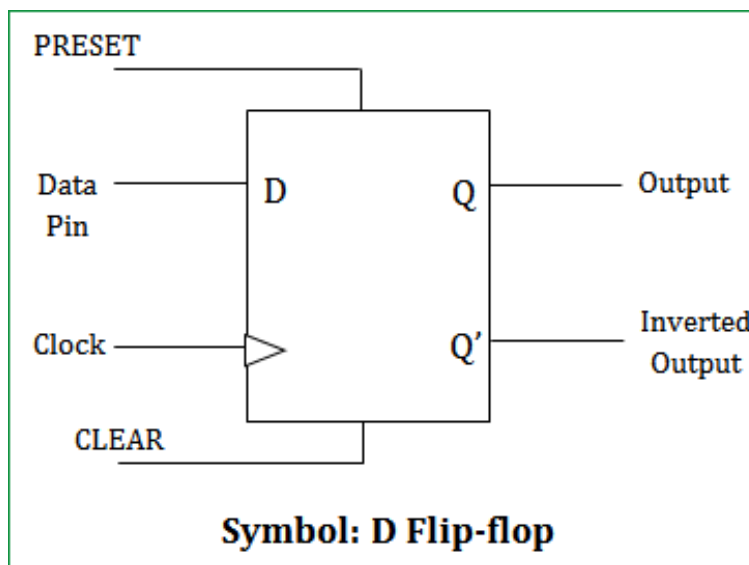 PRESET
Data
Pin
D
Q
Output
Clock
Q’
Inverted
Output
CLEAR
Symbol: D Flip-flop